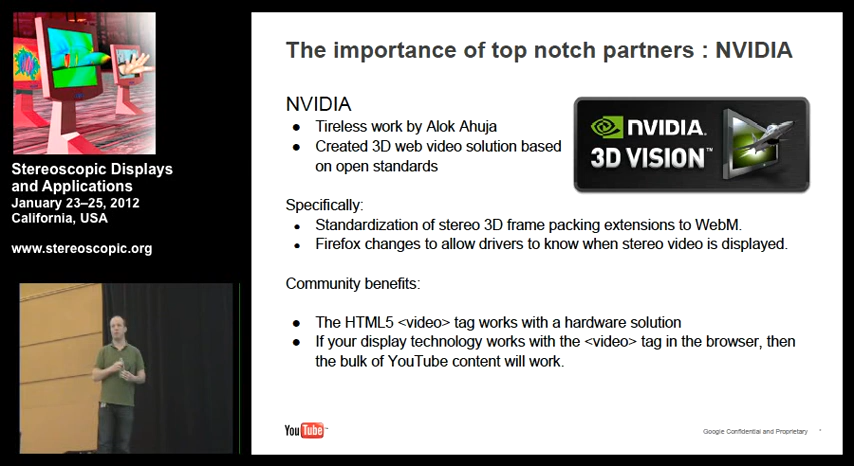 Stereoscopic Displays
and Applications
January 23–25, 2012
California, USA
www.stereoscopic.org
The importance of top notch partners : NVIDIA
NVIDIA
● Tireless work by Alok Ahuja
● Created 3D web video solution based
on open standards
NVIDIA.
3D VISION™
Specifically:
● Standardization of stereo 3D frame packing extensions to WebM.
● Firefox changes to allow drivers to know when stereo video is displayed.
Community benefits:
● The HTML5 <video> tag works with a hardware solution
● If your display technology works with the <video> tag in the browser, then
the bulk of YouTube content will work.
YouTube
Google Confidential and Proprietary